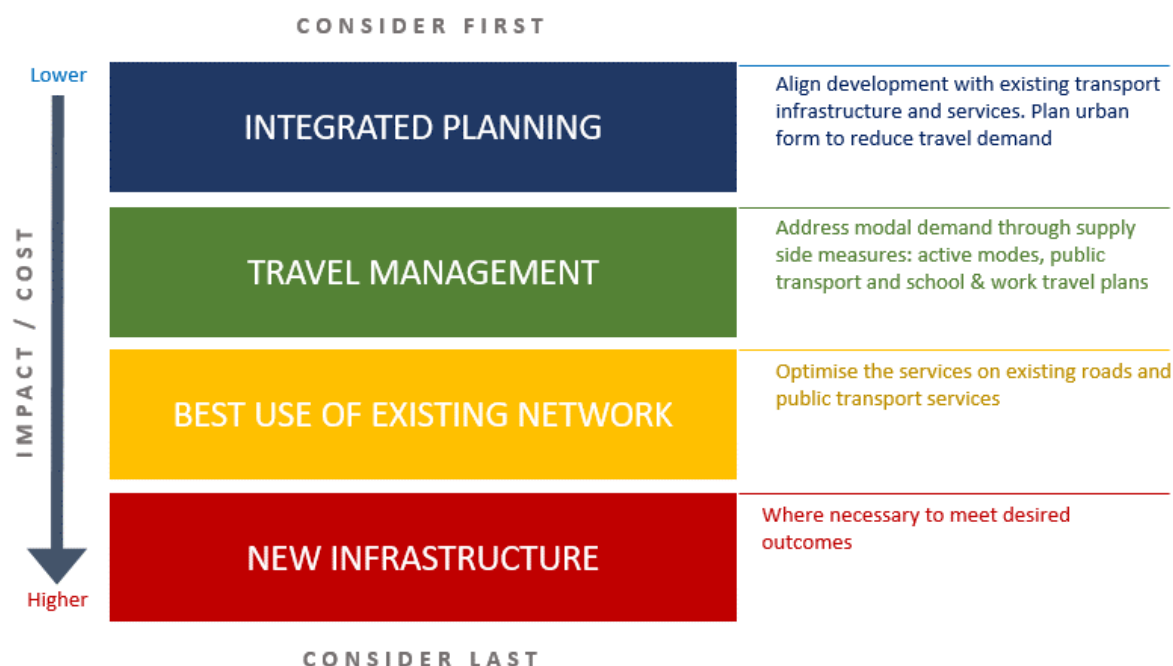 CONSIDER FIRST
Lower
IMPACT / COST
Higher
INTEGRATED PLANNING
Align development with existing transport
infrastructure and services. Plan urban
form to reduce travel demand
TRAVEL MANAGEMENT
Address modal demand through supply
side measures: active modes, public
transport and school & work travel plans
BEST USE OF EXISTING NETWORK
Optimise the services on existing roads and
public transport services
NEW INFRASTRUCTURE
Where necessary to meet desired
outcomes
CONSIDER LAST